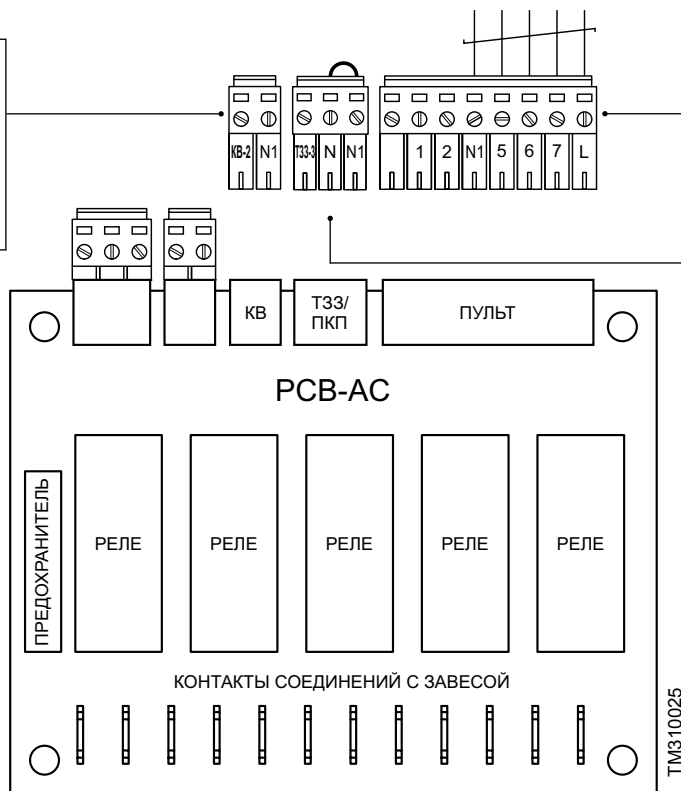 КВ-2 N1 ТЗЗ-3 N N1 1 2 N1 5 6 7 L
КВ
ТЗЗ/
ПКП
ПУЛЬТ
PCB-AC
ПРЕДОХРАНИТЕЛЬ
РЕЛЕ РЕЛЕ РЕЛЕ РЕЛЕ РЕЛЕ
КОНТАКТЫ СОЕДИНЕНИЙ С ЗАВЕСОЙ
TM310025